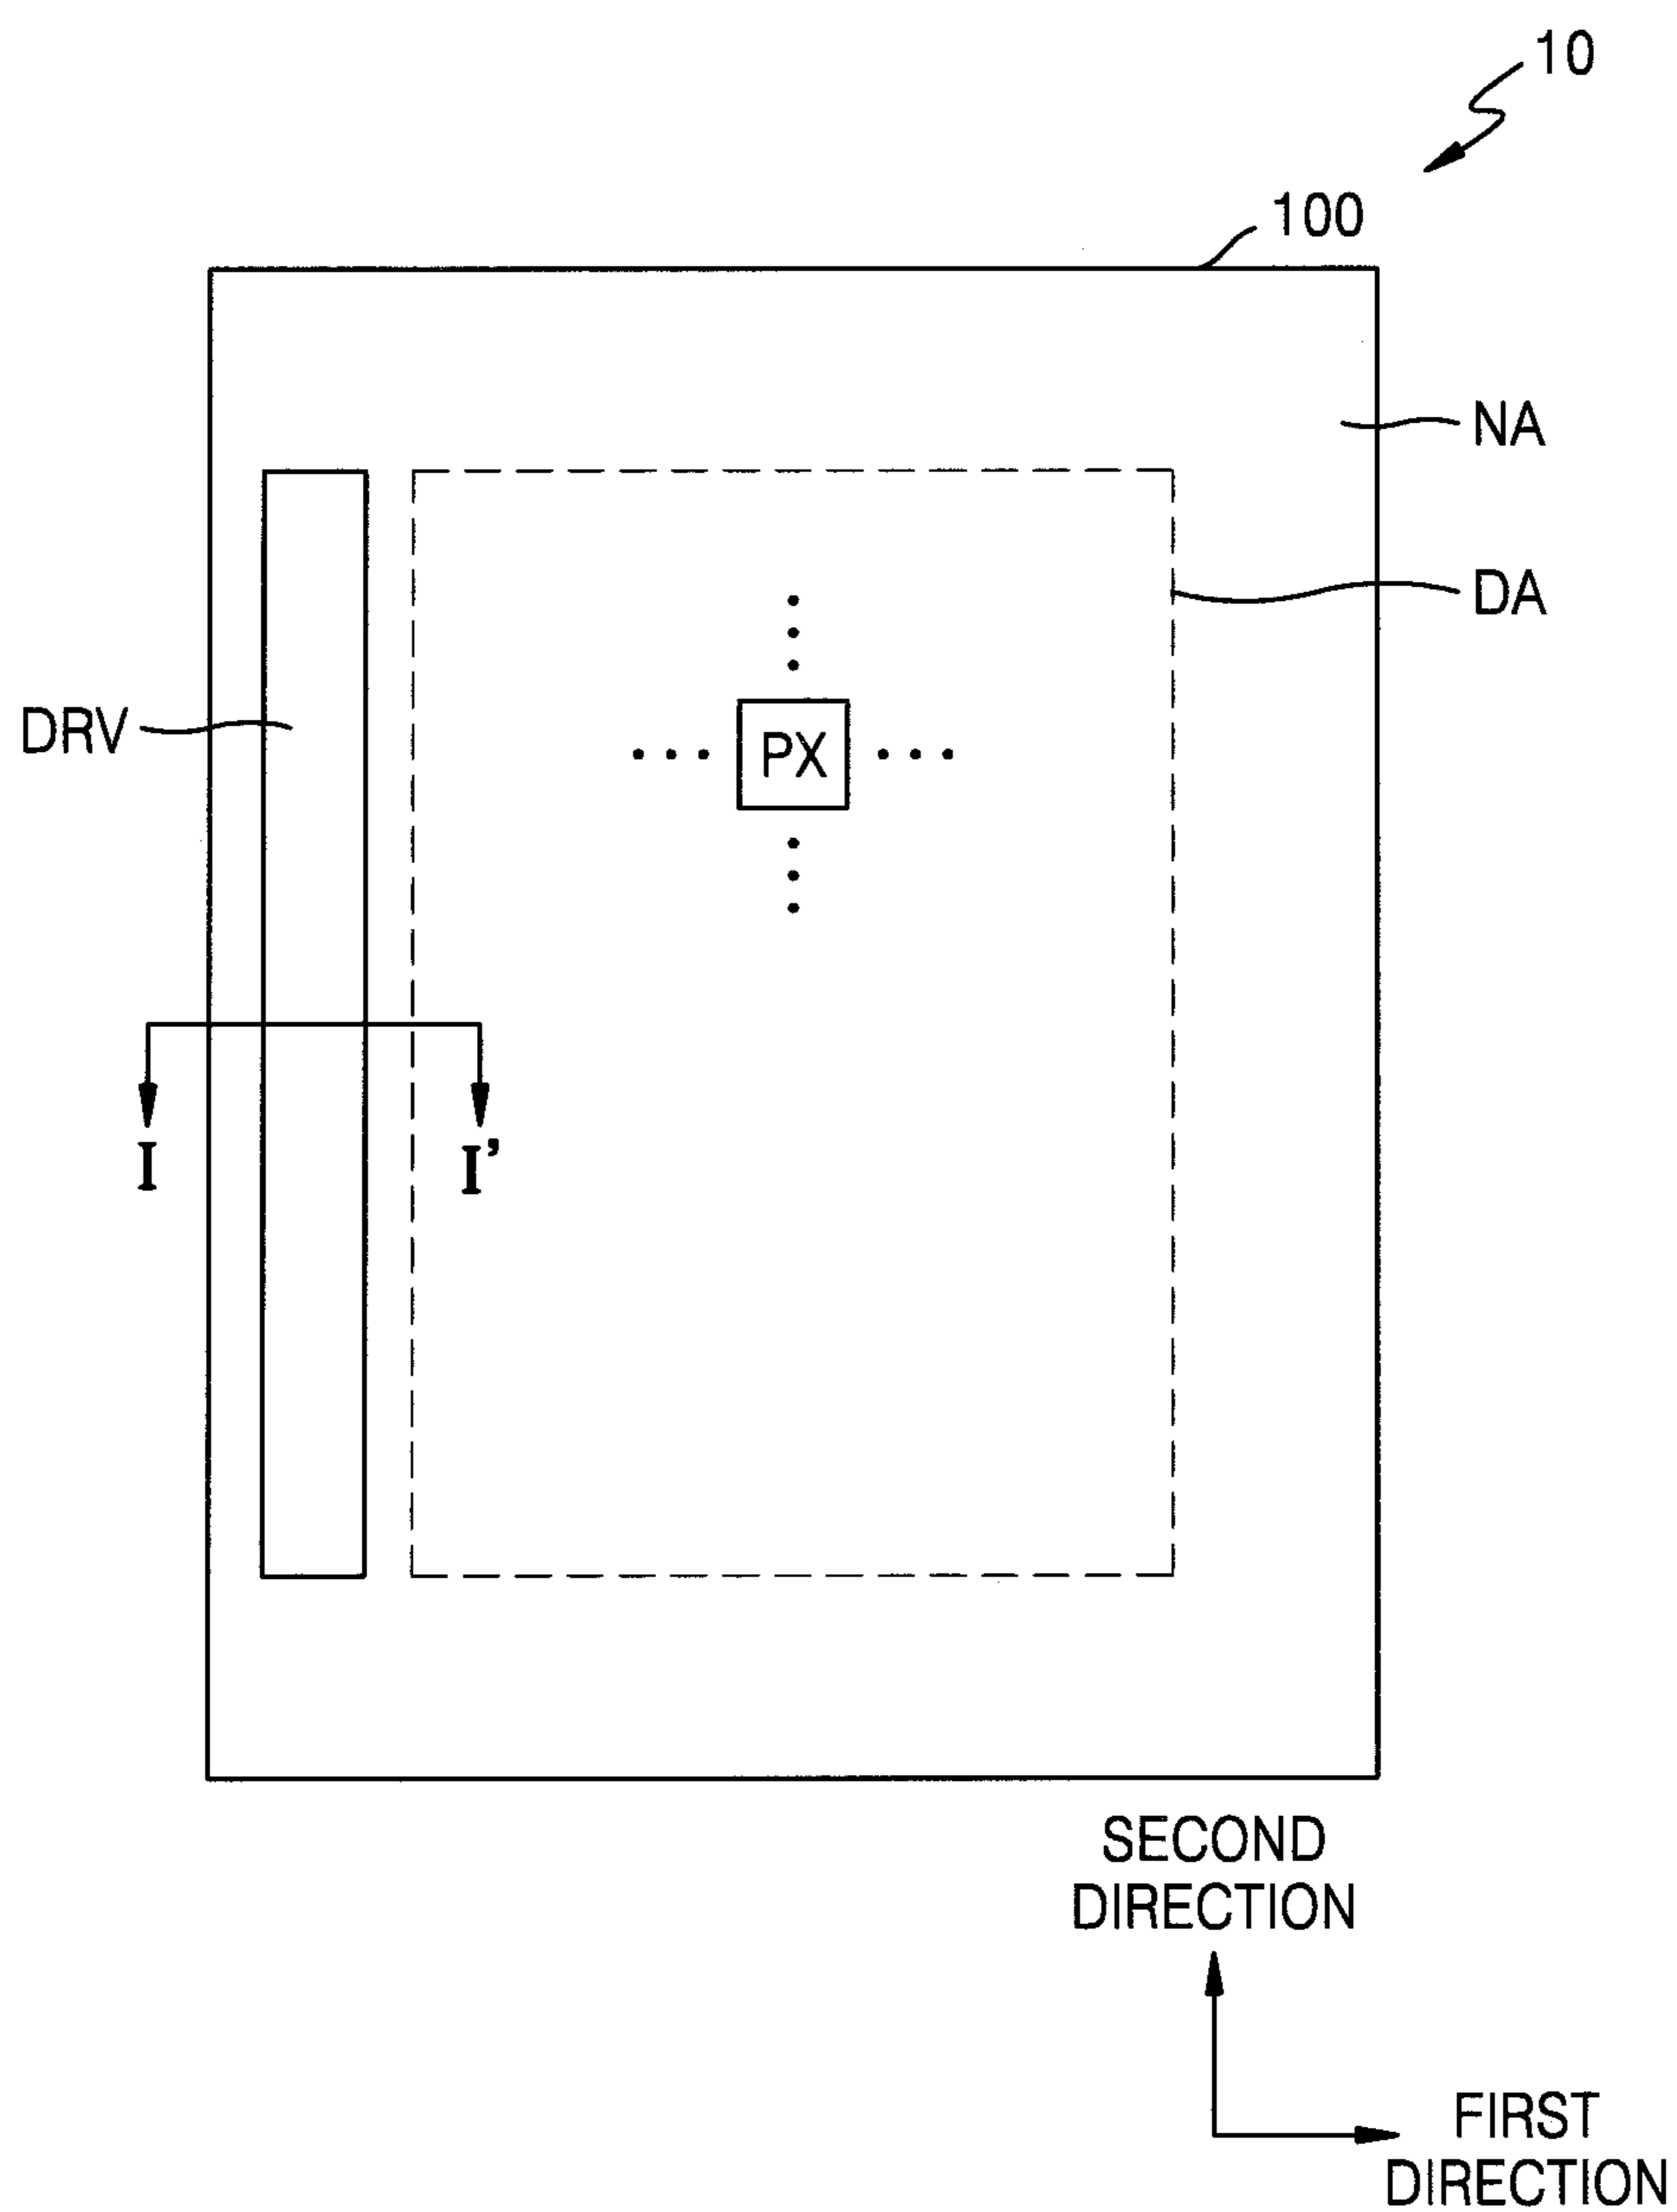 10
100
NA
DA
DRV
... PX ...
I
I’
SECOND
DIRECTION
FIRST
DIRECTION